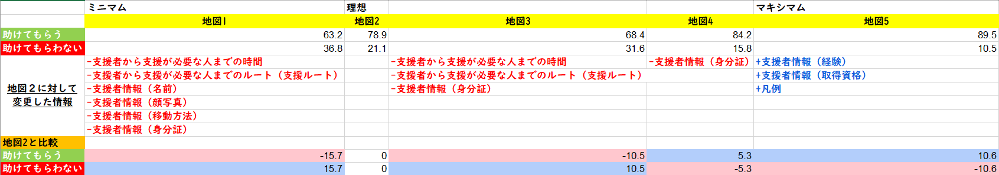 ミニマム 理想 マキシマム
地図1 地図2 地図3 地図4 地図5
助けてもらう 63.2 78.9 68.4 84.2 89.5
助けてもらわない 36.8 21.1 31.6 15.8 10.5
-支援者から支援が必要な人までの時間 -支援者から支援が必要な人までの時間 -支援者情報（身分証） +支援者情報（経験）
-支援者から支援が必要な人までのルート（支援ルート） -支援者から支援が必要な人までのルート（支援ルート） +支援者情報（取得資格）
地図２に対して -支援者情報（名前） -支援者情報（身分証） +凡例
変更した情報 -支援者情報（顔写真）
-支援者情報（移動方法）
-支援者情報（身分証）
地図2と比較
助けてもらう -15.7 0 -10.5 5.3 10.6
助けてもらわない 15.7 0 10.5 -5.3 -10.6